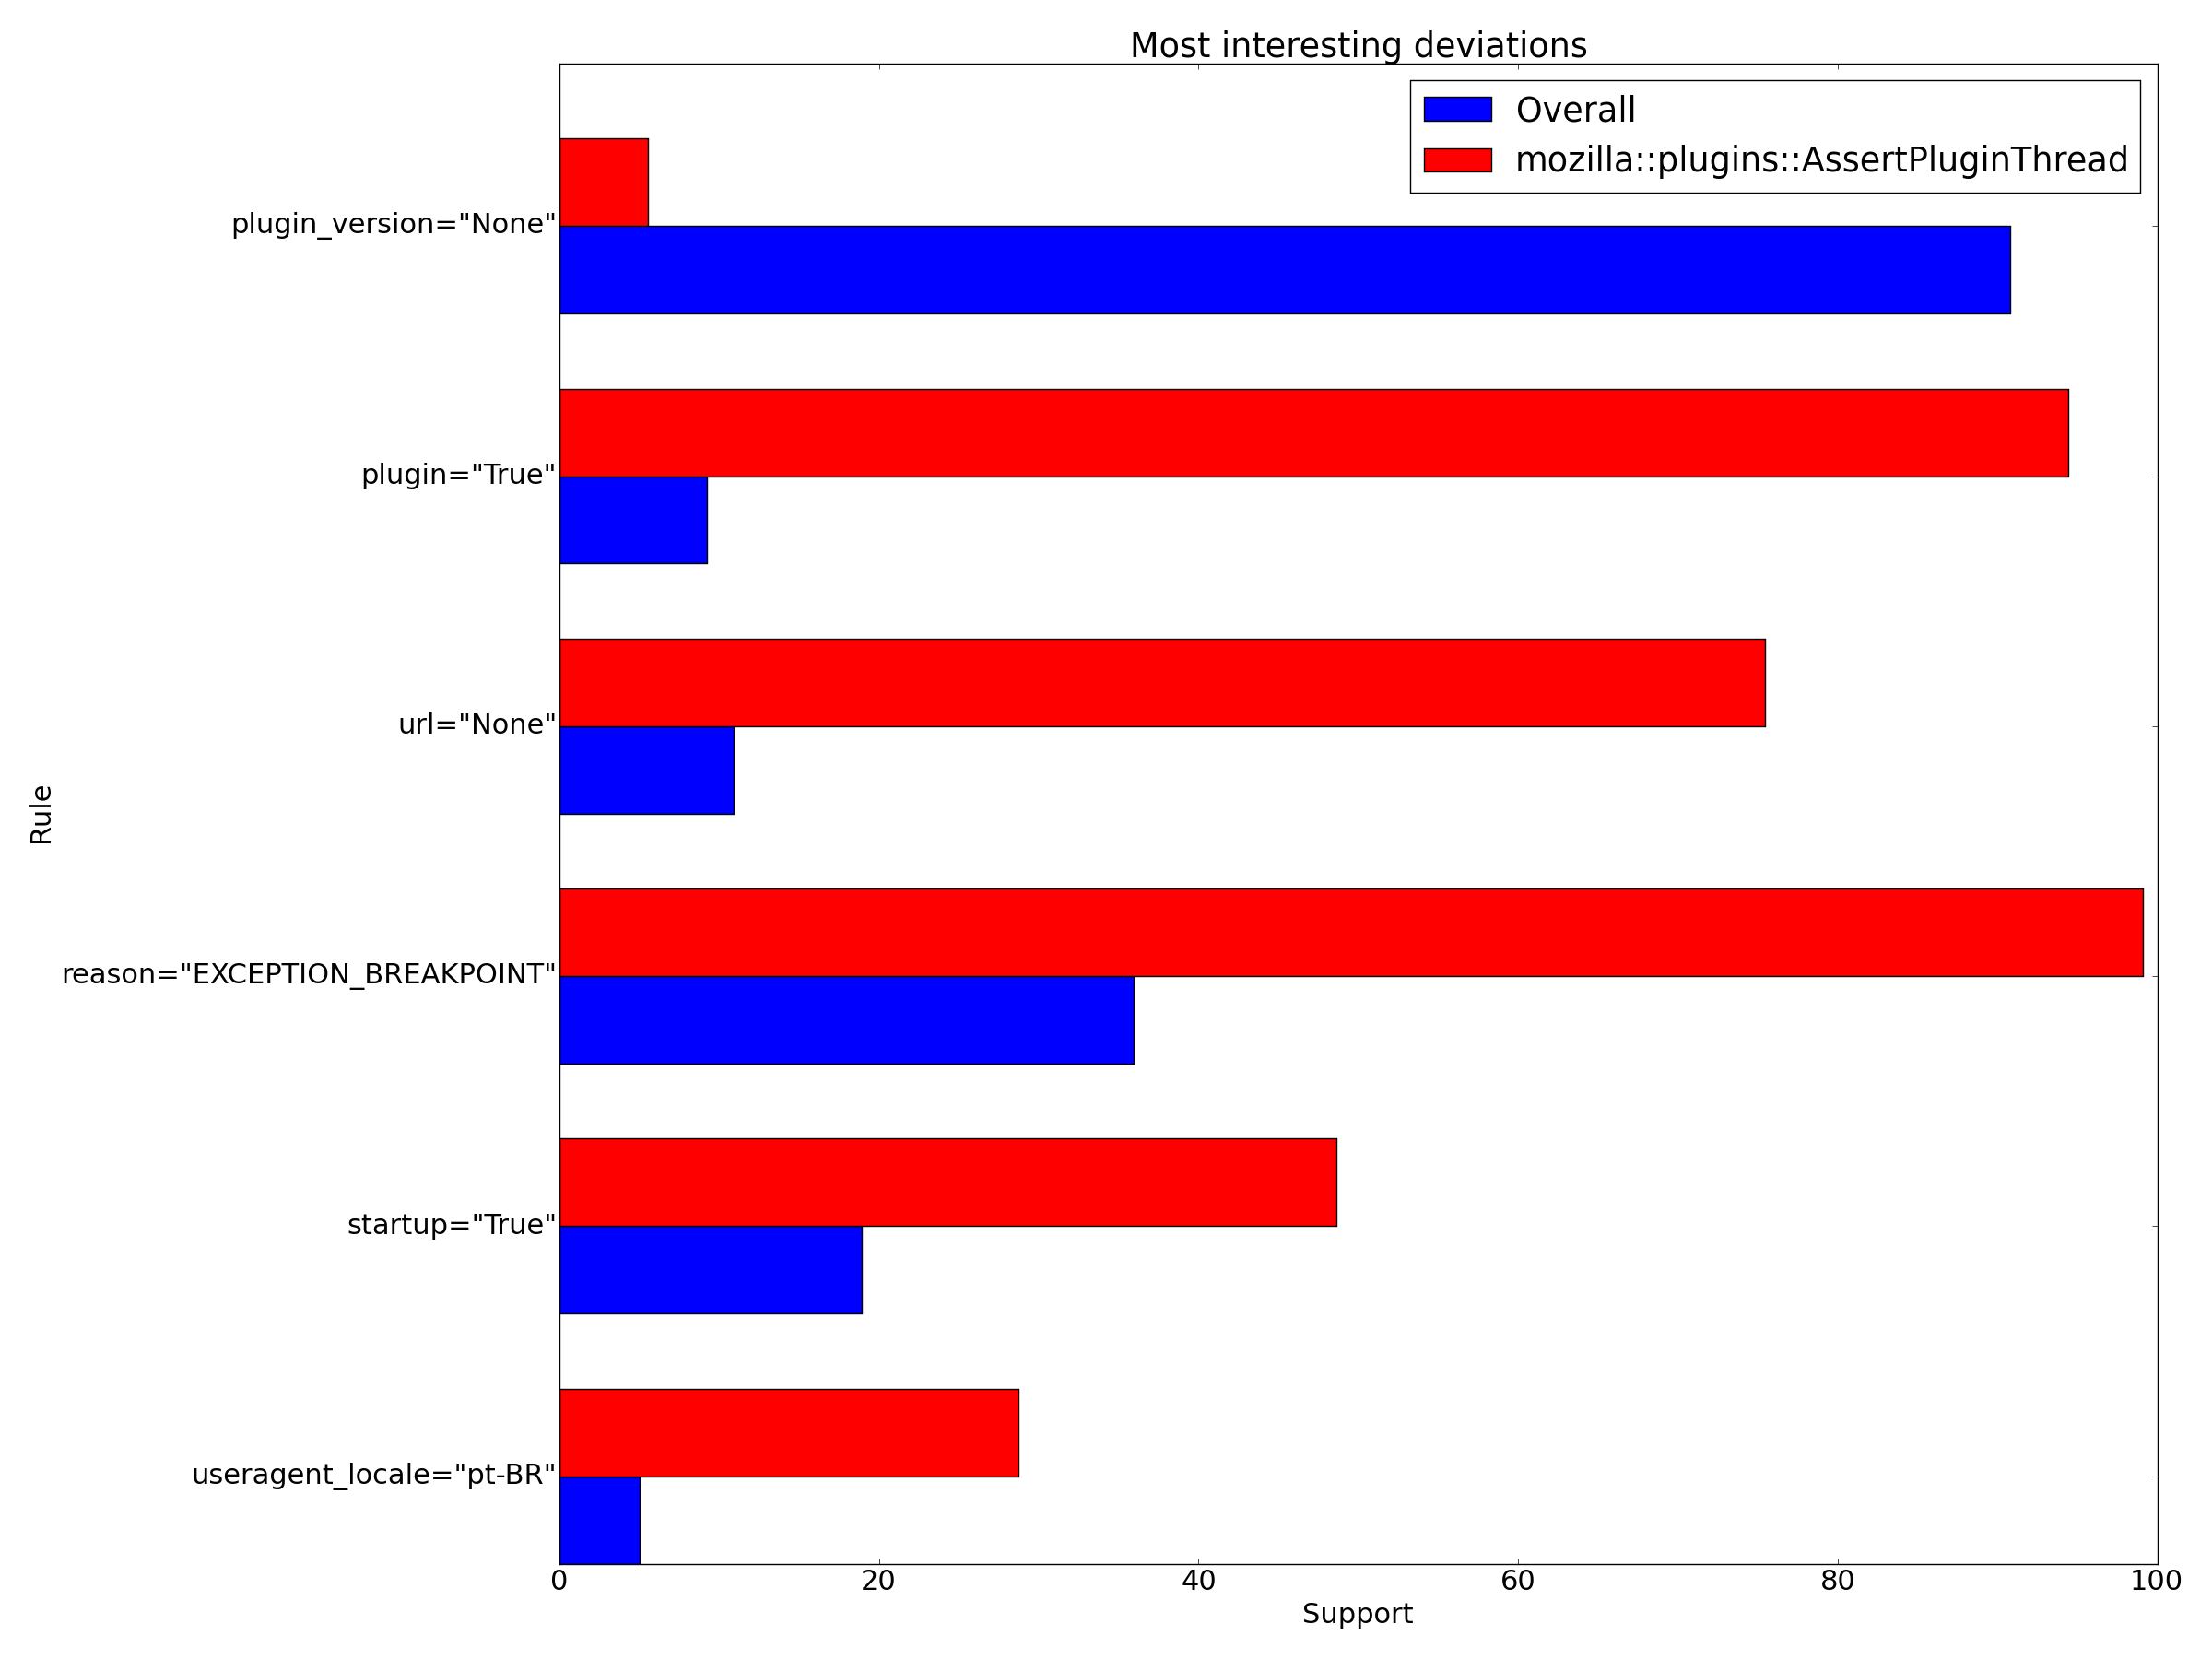 Most interesting deviations
Overall
mozilla::plugins::AssertPluginThread
plugin_version="None"
plugin="True"
url="None"
Rule
reason="EXCEPTION_BREAKPOINT"
startup="True"
useragent_locale="pt-BR"
0 20 40 60 80 100
Support